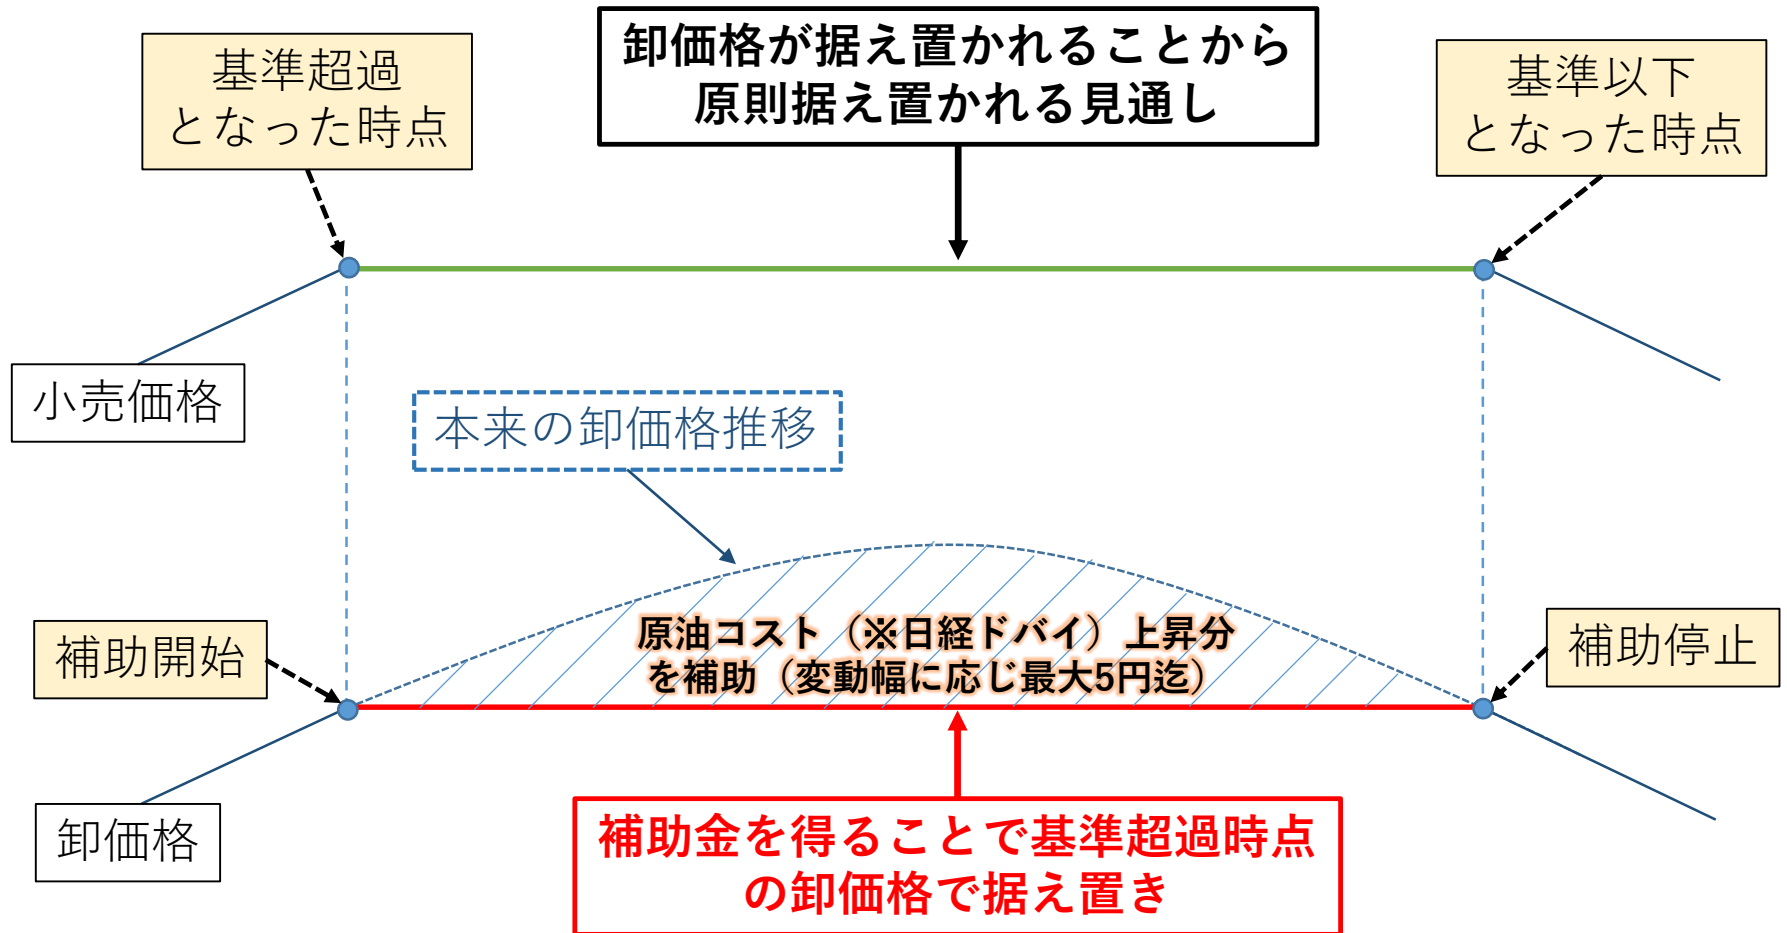 卸価格が据え置かれることから
原則据え置かれる見通し
基準超過
となった時点
基準以下
となった時点
小売価格
本来の卸価格推移
原油コスト（※日経ドバイ）上昇分
を補助（変動幅に応じ最大5円迄）
補助開始
補助停止
卸価格
補助金を得ることで基準超過時点
の卸価格で据え置き